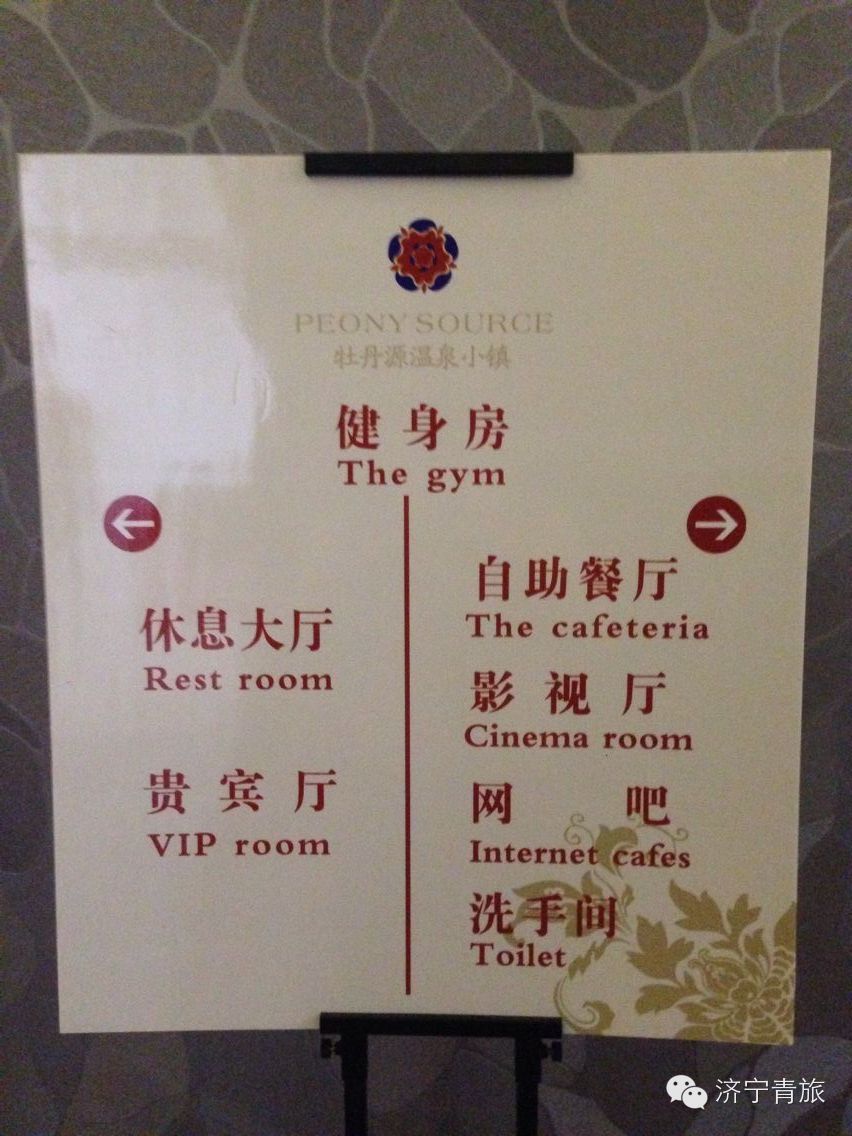 PEONY SOURCE
牡丹源温泉小镇
健身房
The gym
休息大厅
Rest room
贵宾厅
VIP room
自助餐厅
The cafeteria
影视厅
Cinema room
网吧
Internet cafes
洗手间
Toilet
济宁青旅